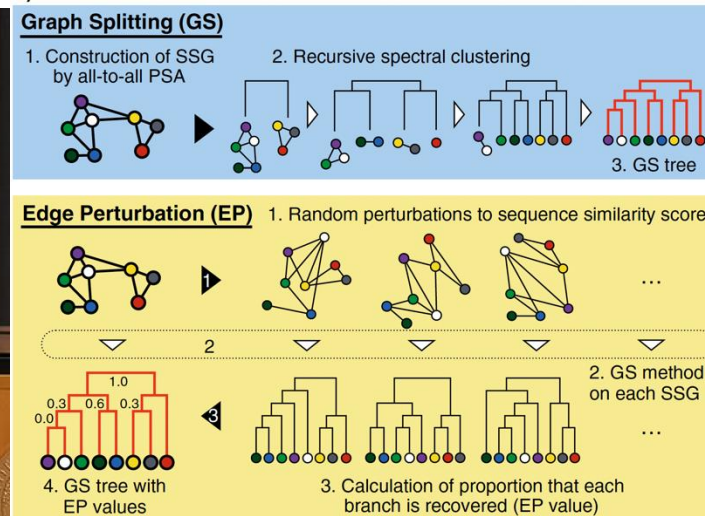 Graph Splitting (GS)
1. Construction of SSG
by all-to-all PSA
2. Recursive spectral clustering
3. GS tree
Edge Perturbation (EP)
1. Random perturbations to sequence similarity score
1
...
2
2. GS method
on each SSG
1.0
0.3
0.6
0.3
0.0
3
...
4. GS tree with
EP values
3. Calculation of proportion that each
branch is recovered (EP value)